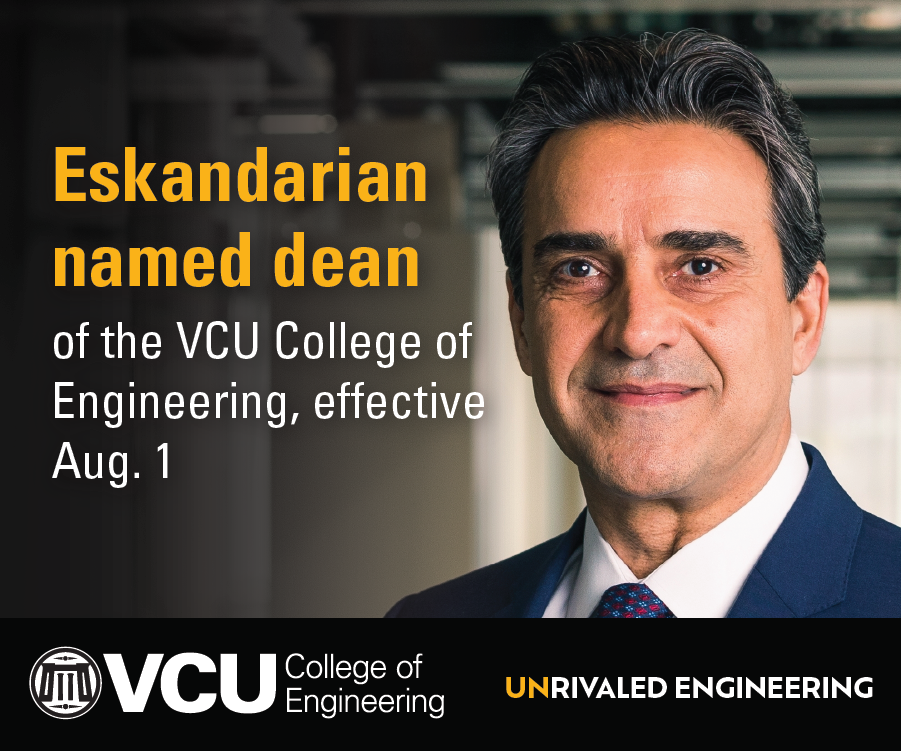 Eskandarian
named dean
of the VCU College of
Engineering, effective
Aug. 1
VCU College of
Engineering
UNRIVALED ENGINEERING